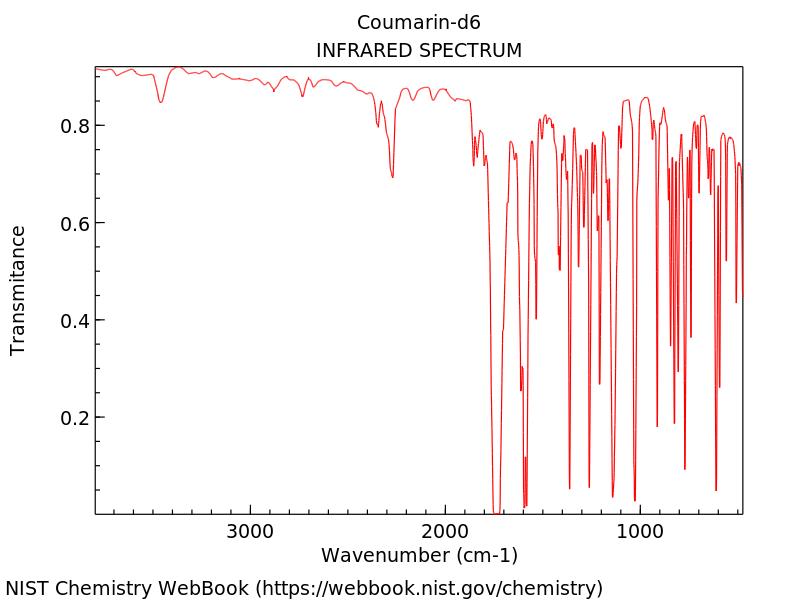 Coumarin-d6
INFRARED SPECTRUM
0.8
0.6
0.4
0.2
Transmitance
3000 2000 1000
Wavenumber (cm-1)
NIST Chemistry WebBook (https://webbook.nist.gov/chemistry)